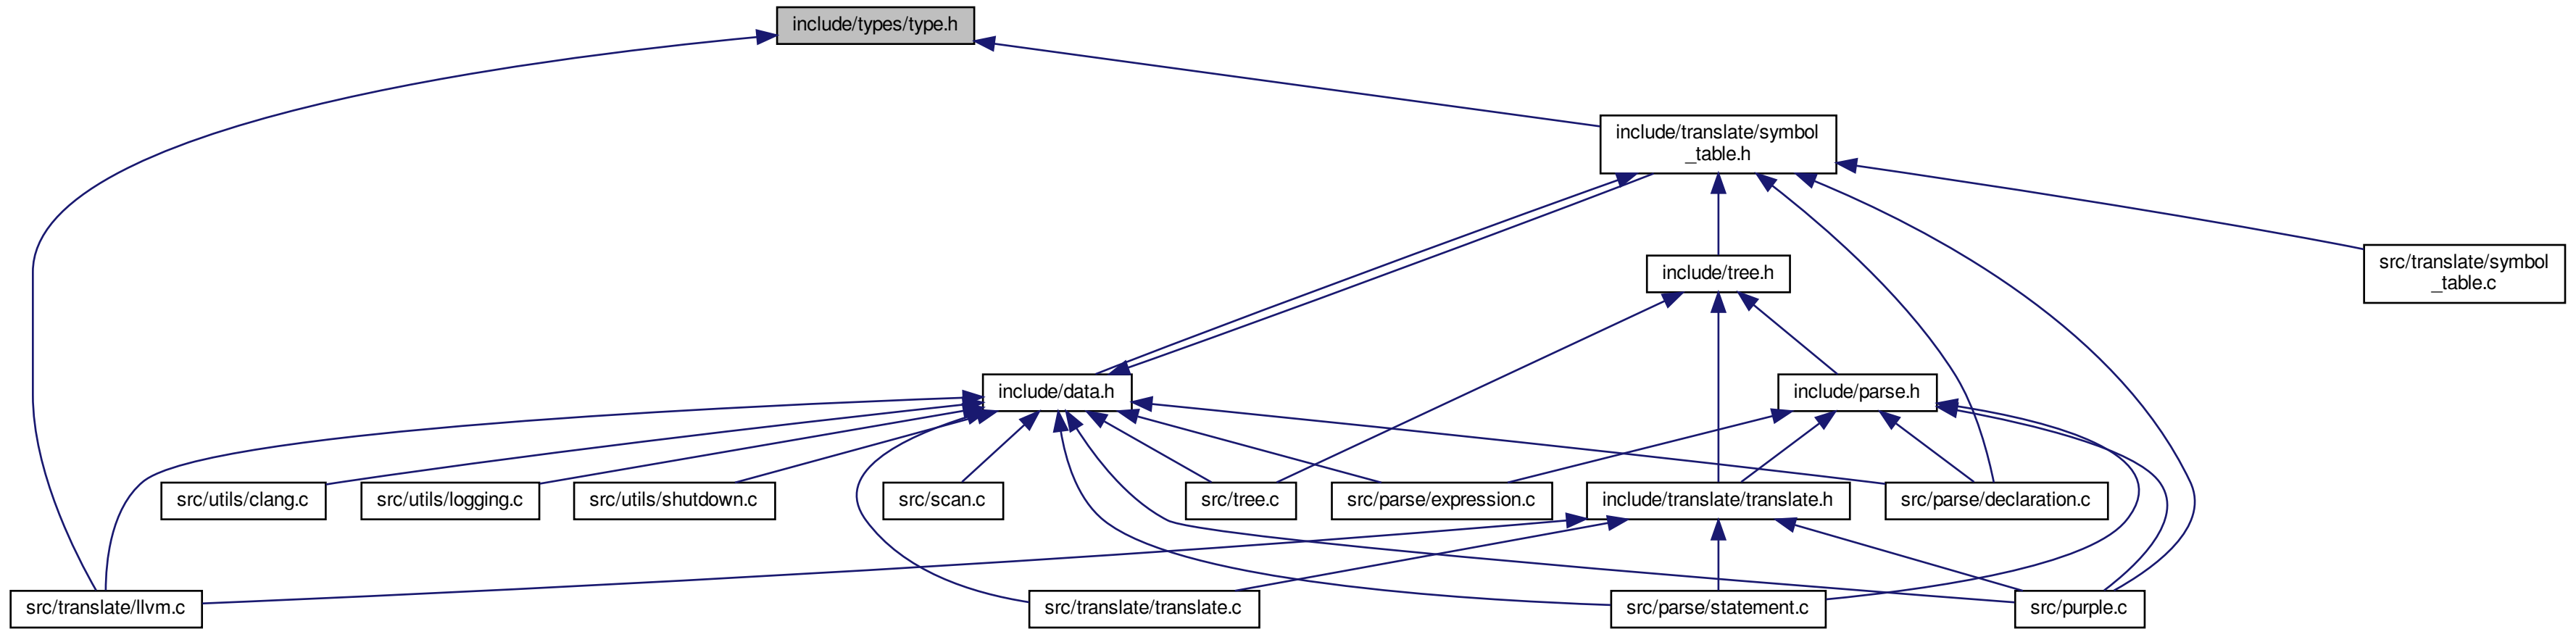 include/types/type.h
include/translate/symbol
_table.h
include/tree.h
src/translate/symbol
_table.c
include/data.h
include/parse.h
src/utils/clang.c
src/utils/logging.c
src/utils/shutdown.c
src/scan.c
src/tree.c
src/parse/expression.c
include/translate/translate.h
src/parse/declaration.c
src/translate/llvm.c
src/translate/translate.c
src/parse/statement.c
src/purple.c